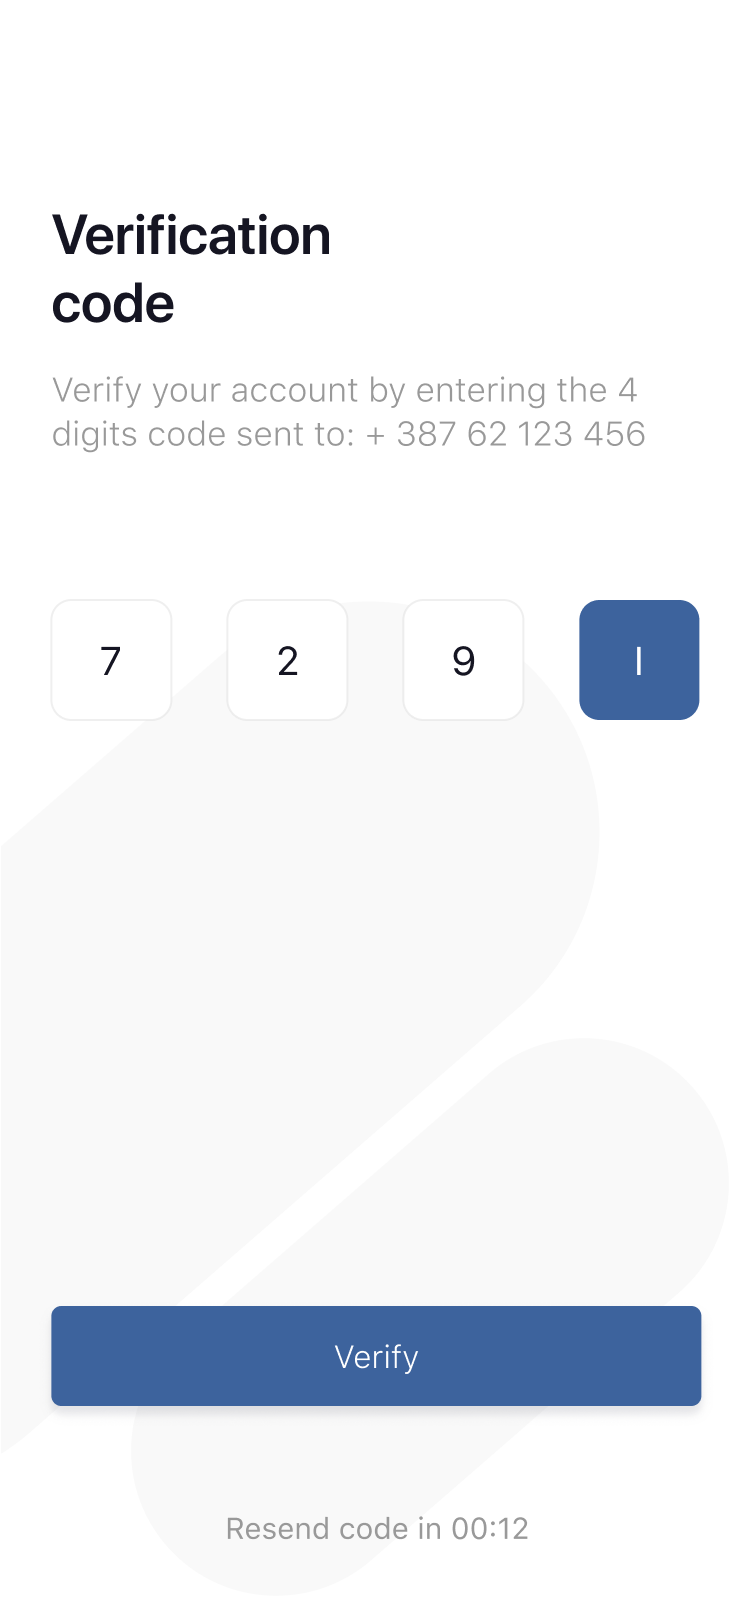 Verification
code
Verify your account by entering the 4
digits code sent to: + 387 62 123 456
7 2 9 I
Verify
Resend code in 00:12